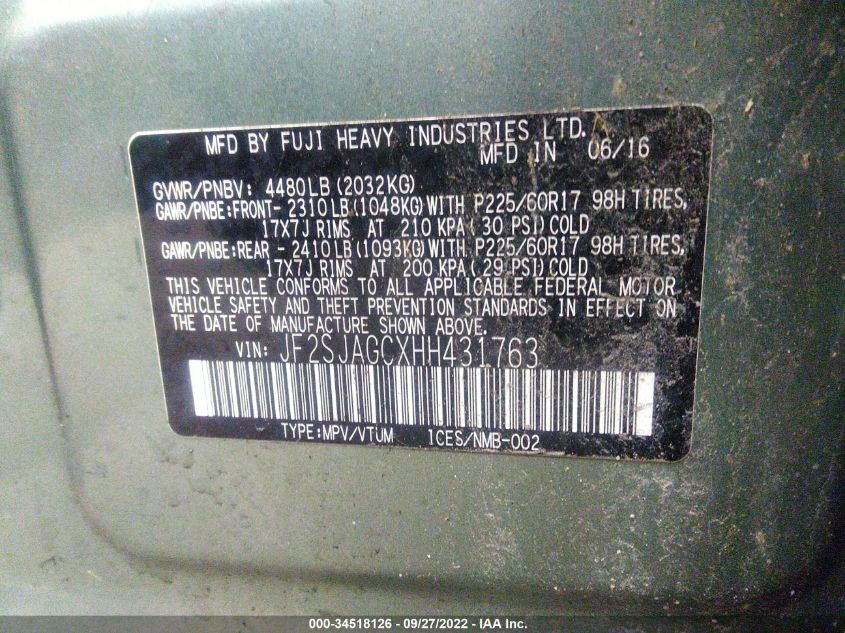 MFD BY FUJI HEAVY INDUSTRIES LTD.
MFD IN 06/16
GVWR/PNBV: 4480LB (2032KG)
GAWR/PNBE:FRONT- 2310 LB (1048KG) WITH P225/60R17 98H TIRES,
17X7J RIMS AT 210 KPA ( 30 PSI) COLD
GAWR/PNBE:REAR - 2410 LB (1093KG) WITH P225/60R17 98H TIRES,
17X7J RIMS AT 200 KPA ( 29 PSI) COLD
THIS VEHICLE CONFORMS TO ALL APPLICABLE FEDERAL MOTOR
VEHICLE SAFETY AND THEFT PREVENTION STANDARDS IN EFFECT ON
THE DATE OF MANUFACTURE SHOWN ABOVE.
VIN: JF2SJAGCXHH431763
TYPE:MPV/VTUM ICES/NMB-002
000-34518126 - 09/27/2022 - IAA Inc.